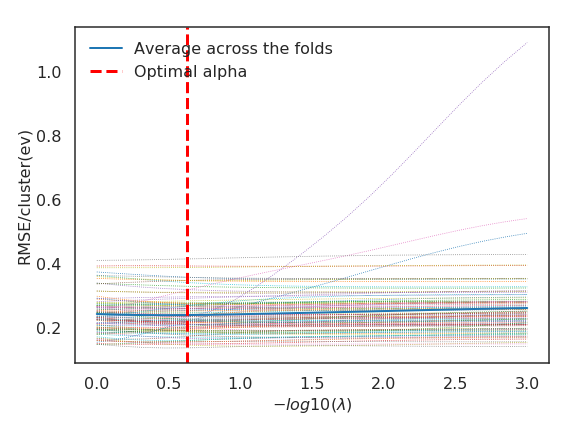 Average across the folds
Optimal alpha
RMSE/cluster(ev)
1.0
0.8
0.6
0.4
0.2
0.0 0.5 1.0 1.5 2.0 2.5 3.0
−log10(λ)